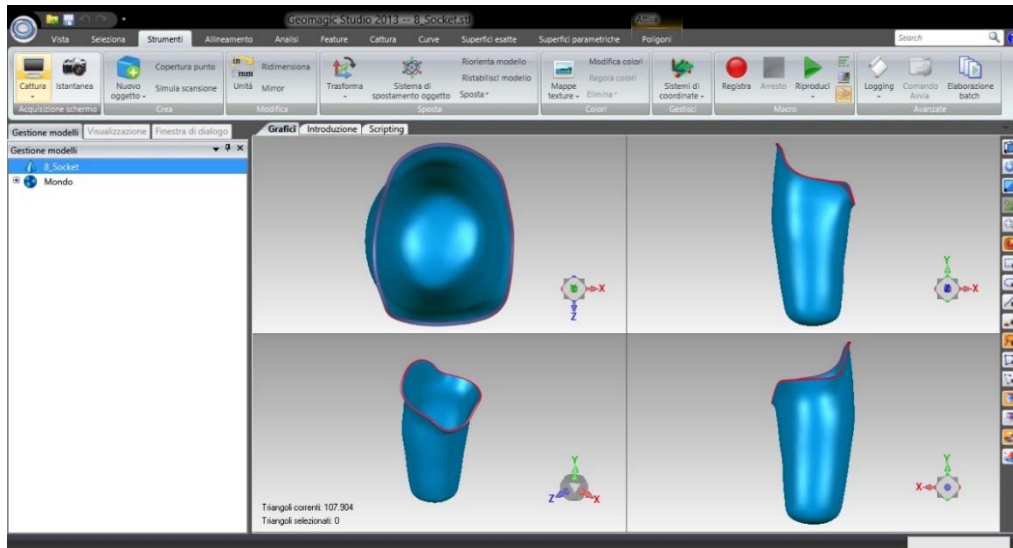 Geomagic Studio 2013 -- 8_Socket.stl
Attiva
Vista Seleziona Strumenti Allineamento Analisi Feature Cattura Curve Superfici esatte Superfici parametriche Poligoni
Search
Cattura
Istantanea
Acquisizione schermo
Nuovo oggetto
Copertura punto
Simula scansione
Crea
in
mm
Unità
Ridimensiona
Mirror
Modifica
Trasforma
Sistema di spostamento oggetto
Riorienta modello
Ristabilisci modello
Sposta
Sposta
Mappe texture
Modifica colori
Regola colori
Elimina
Colori
Sistemi di coordinate
Gestisci
Registra
Arresto
Riproduci
Macro
Logging
Comando Avvia
Elaborazione batch
Avanzate
Gestione modelli Visualizzazione Finestra di dialogo
Grafici Introduzione Scripting
Gestione modelli
8_Socket
Mondo
X
Z
Y
X
Y
Z
X
Y
X
Triangoli correnti: 107.904
Triangoli selezionati: 0